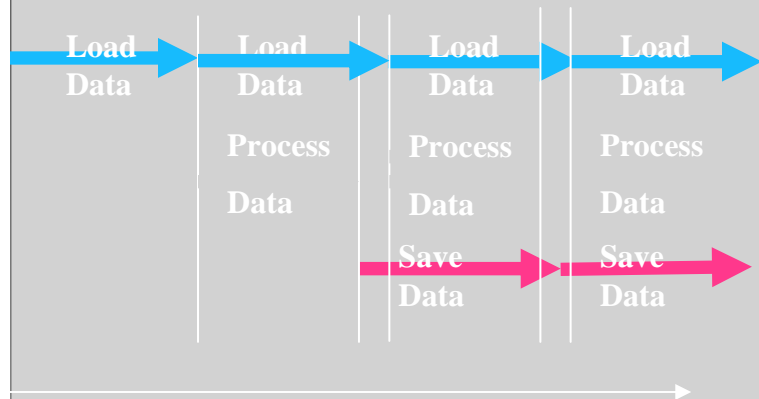 Load Load Load Load
Data Data Data Data
Process Process Process
Data Data Data
Save Save
Data Data